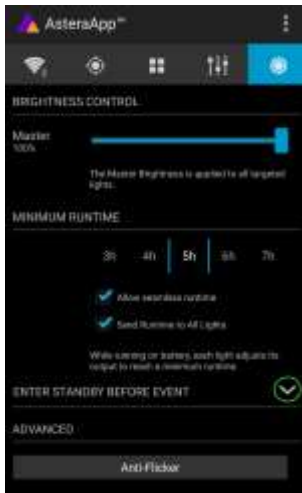 AsteraApp™
BRIGHTNESS CONTROL
Master
100%
The Master Brightness is applied to all targeted
lights.
MINIMUM RUNTIME
3h 4h 5h 6h 7h
Allow seamless runtime
Send Runtime to All Lights
While running on battery, each light adjusts its
output to reach a minimum runtime
ENTER STANDBY BEFORE EVENT
ADVANCED
Anti-Flicker